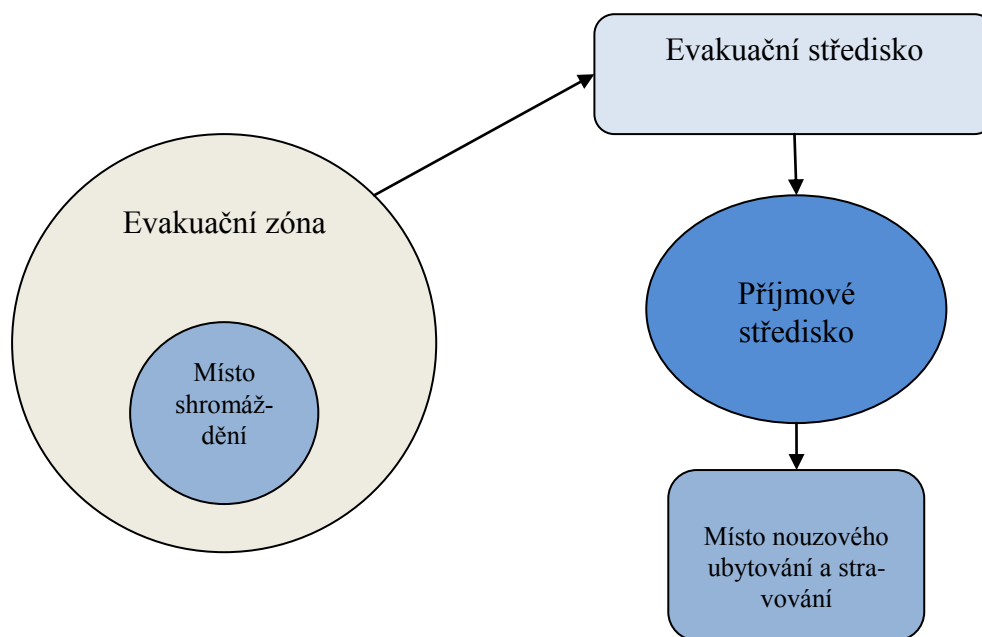 Evakuační středisko
Evakuační zóna
Příjmové
středisko
Místo
shromáž-
dění
Místo nouzového
ubytování a stra-
vování